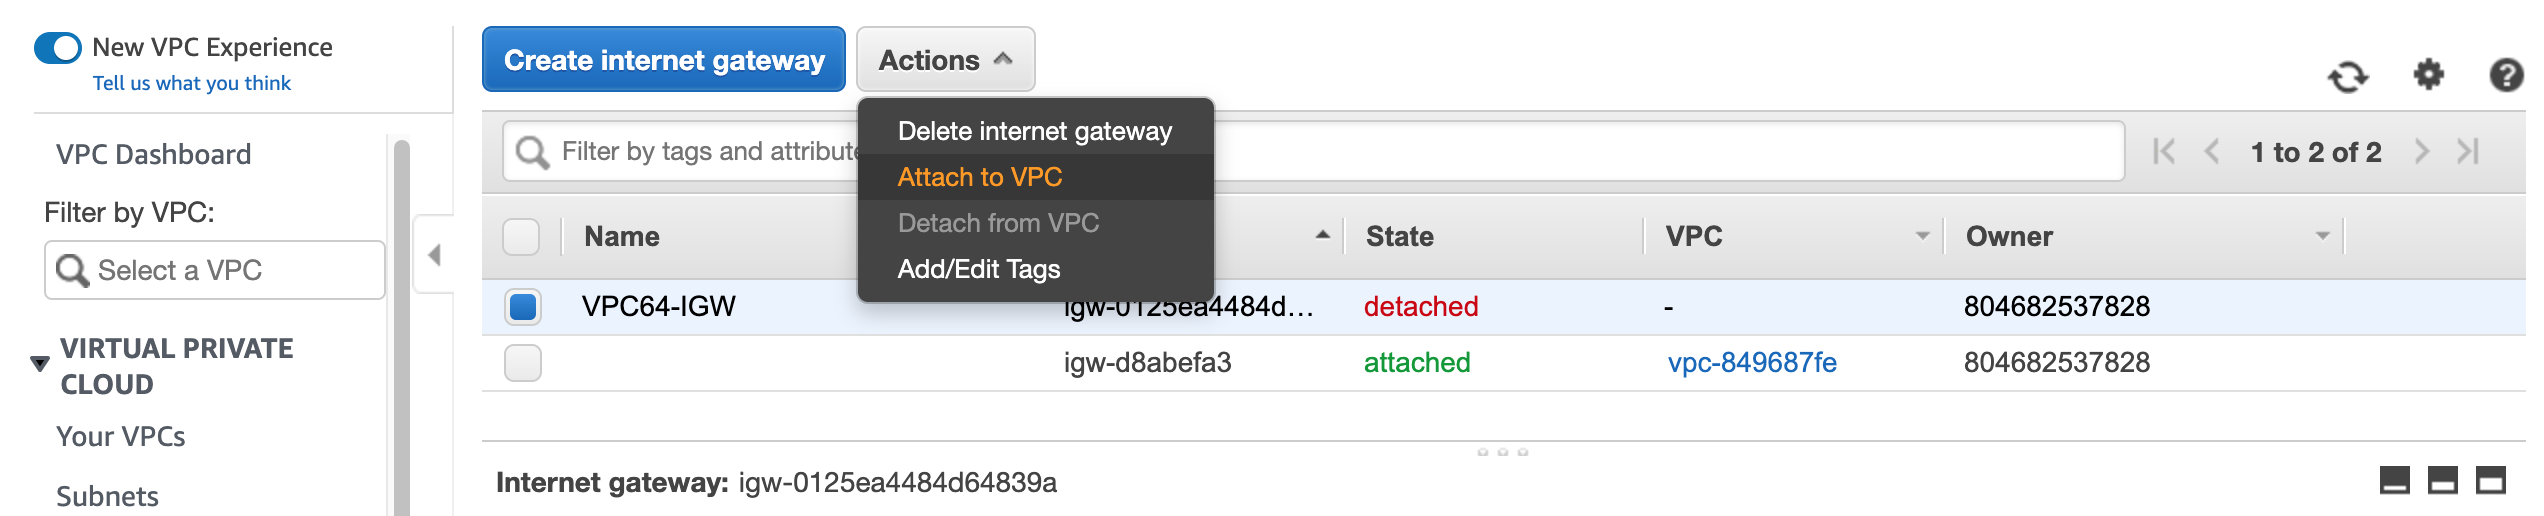 New VPC Experience
Tell us what you think
VPC Dashboard
Filter by VPC:
Select a VPC
VIRTUAL PRIVATE
CLOUD
Your VPCs
Subnets
Create internet gateway Actions
Delete internet gateway
Attach to VPC
Detach from VPC
Add/Edit Tags
Filter by tags and attribute 1 to 2 of 2
Name State VPC Owner
VPC64-IGW igw-0125ea4484d… detached - 804682537828
igw-d8abefa3 attached vpc-849687fe 804682537828
Internet gateway: igw-0125ea4484d64839a